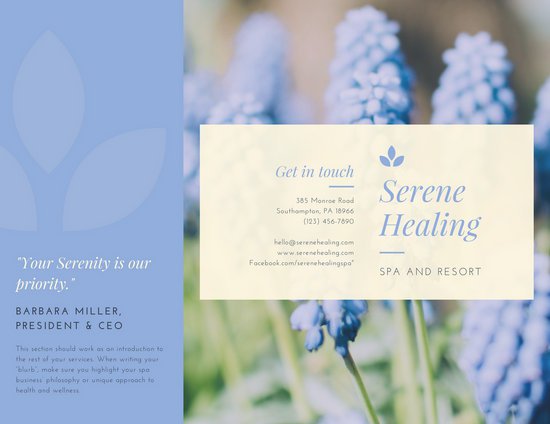 "Your Serenity is our
priority."
BARBARA MILLER,
PRESIDENT & CEO
This section should work as an introduction to
the rest of your services. When writing your
"blurb", make sure you highlight your spa
business' philosophy or unique approach to
health and wellness.
Get in touch
385 Monroe Road
Southampton, PA 18966
(123) 456-7890
hello@serenehealing.com
www.serenehealing.com
Facebook.com/serenehealingspa"
Serene
Healing
SPA AND RESORT